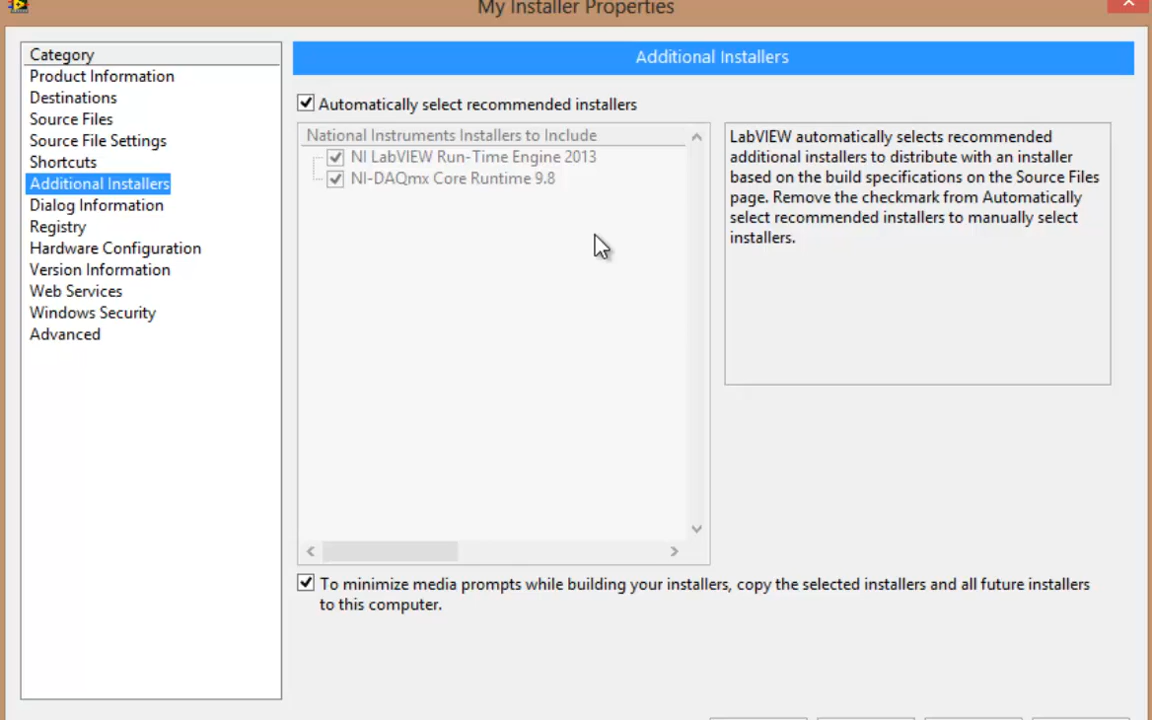 My Installer Properties
Category
Product Information
Destinations
Source Files
Source File Settings
Shortcuts
Additional Installers
Dialog Information
Registry
Hardware Configuration
Version Information
Web Services
Windows Security
Advanced
Additional Installers
Automatically select recommended installers
National Instruments Installers to Include
NI LabVIEW Run-Time Engine 2013
NI-DAQmx Core Runtime 9.8
LabVIEW automatically selects recommended
additional installers to distribute with an installer
based on the build specifications on the Source Files
page. Remove the checkmark from Automatically
select recommended installers to manually select
installers.
To minimize media prompts while building your installers, copy the selected installers and all future installers
to this computer.